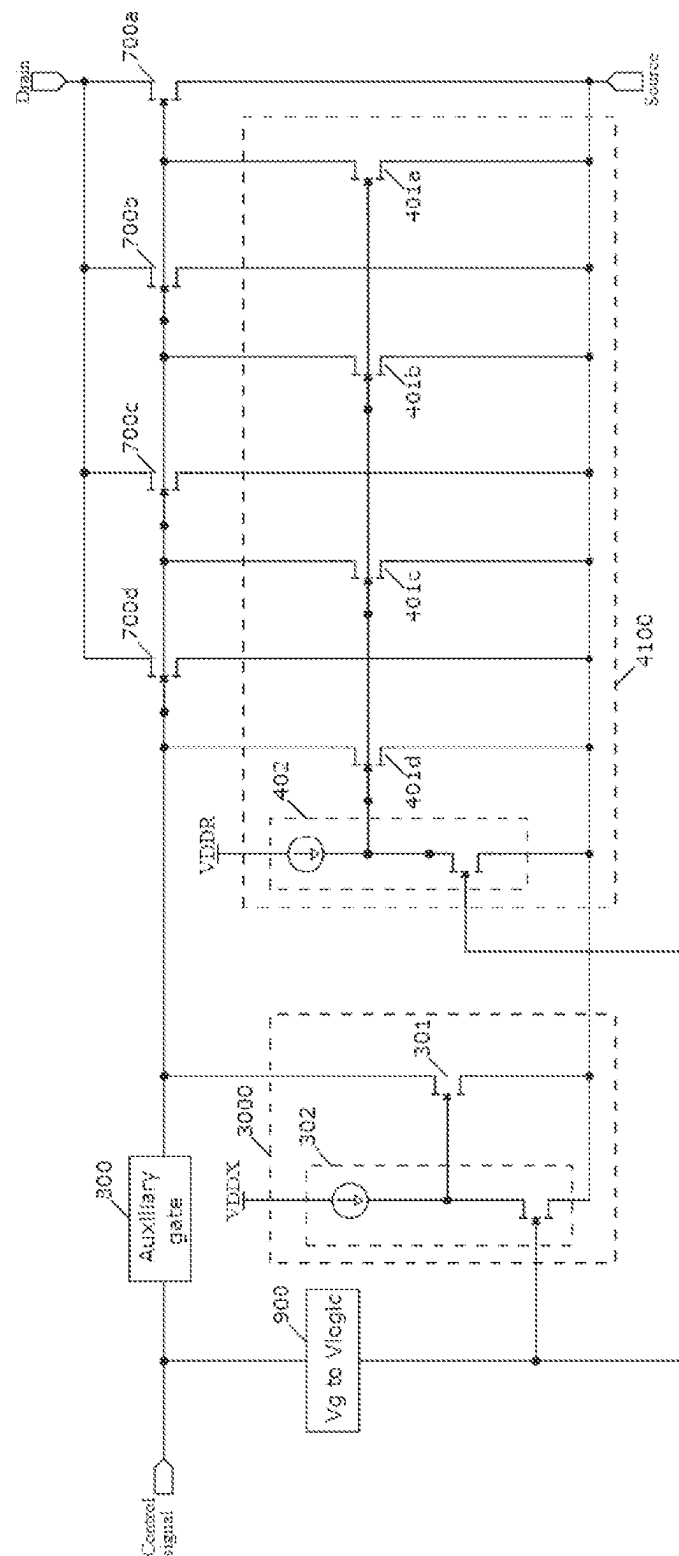 Drain
700a
700b
700c
700d
401a
401b
401c
401d
Source
402
VDDR
4100
800
Auxiliary
gate
3000
VDDX
302
301
900
Vg to Vlogic
Control
signal